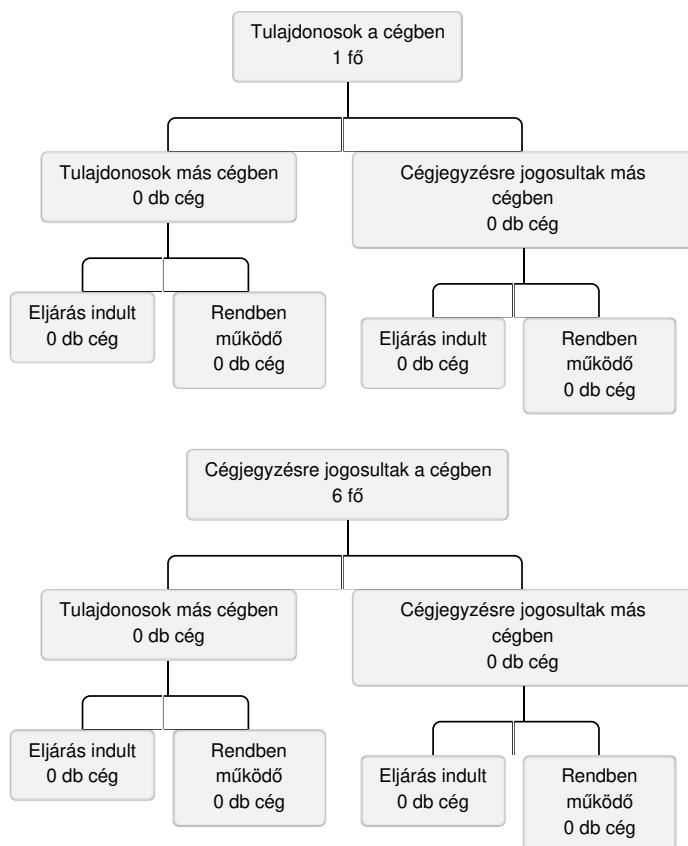 Tulajdonosok a cégben
1 fő
Tulajdonosok más cégben
0 db cég
Cégjegyzésre jogosultak más
cégben
0 db cég
Eljárás indult
0 db cég
Rendben
működő
0 db cég
Eljárás indult
0 db cég
Rendben
működő
0 db cég
Cégjegyzésre jogosultak a cégben
6 fő
Tulajdonosok más cégben
0 db cég
Cégjegyzésre jogosultak más
cégben
0 db cég
Eljárás indult
0 db cég
Rendben
működő
0 db cég
Eljárás indult
0 db cég
Rendben
működő
0 db cég